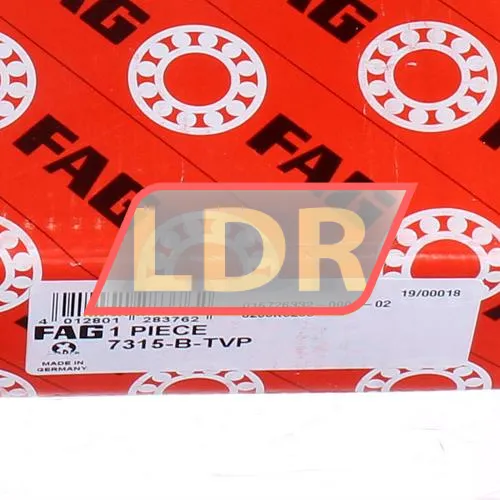 FAG
FAG
FAG
FAG
LDR
19/00018
4 012801 283762
FAG 1 PIECE
7315-B-TVP
MADE IN
GERMANY